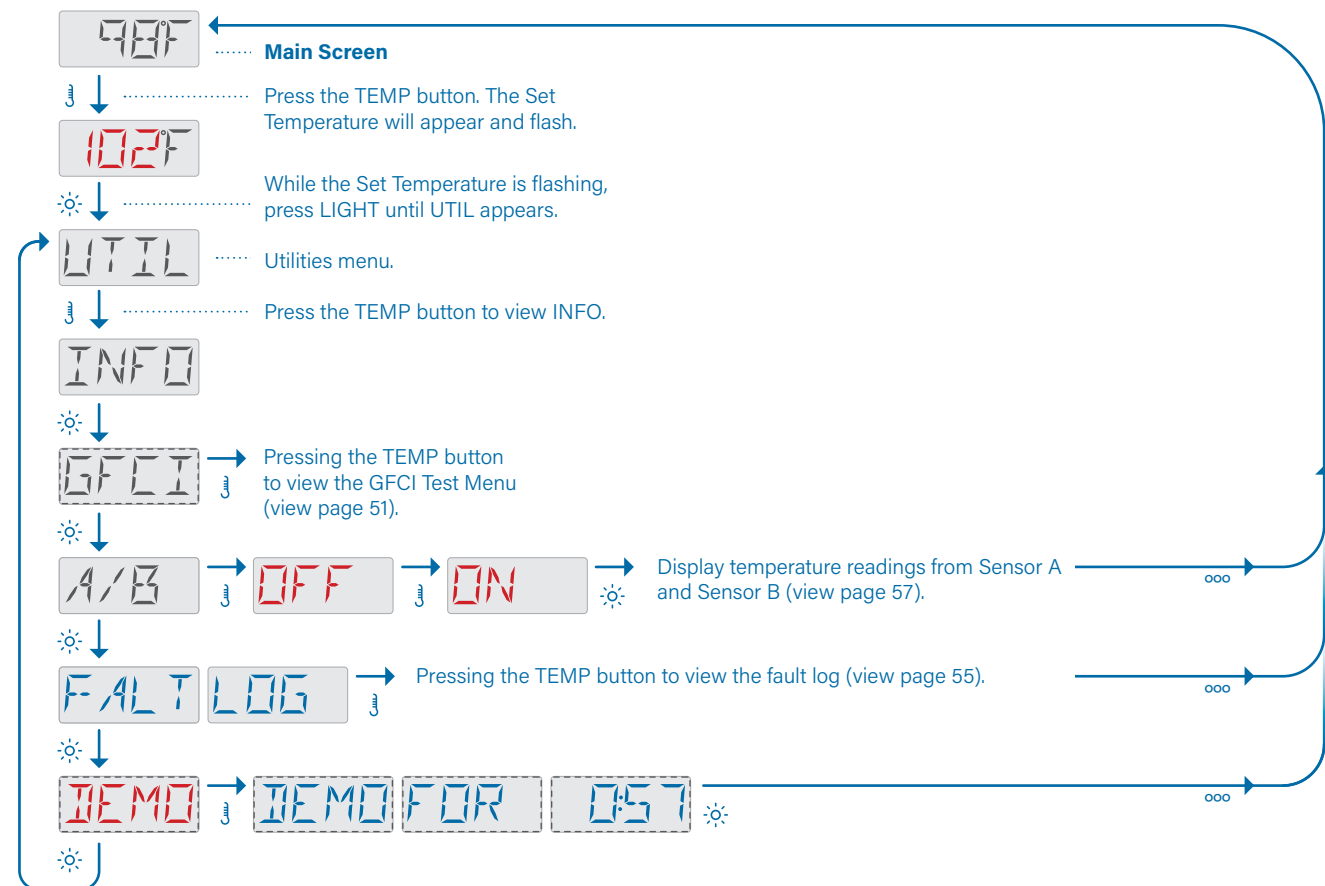 98°F
Main Screen
Press the TEMP button. The Set
Temperature will appear and flash.
102°F
While the Set Temperature is flashing,
press LIGHT until UTIL appears.
UTIL
Utilities menu.
Press the TEMP button to view INFO.
INFO
GFCI
Pressing the TEMP button
to view the GFCI Test Menu
(view page 51).
A/B
OFF
ON
Display temperature readings from Sensor A
and Sensor B (view page 57).
FALT LOG
Pressing the TEMP button to view the fault log (view page 55).
DEMO
DEMO FOR 0:57